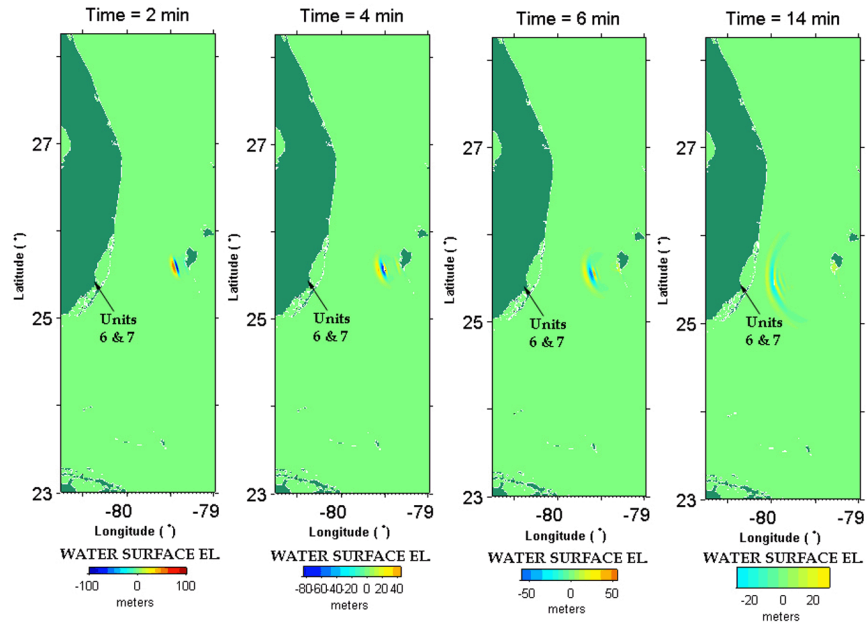 Time = 2 min
Time = 4 min
Time = 6 min
Time = 14 min
Latitude ( ˚)
27
25
23
Units
6 & 7
-80
-79
Longitude ( ˚)
WATER SURFACE EL.
-100
0
100
meters
Latitude ( ˚)
27
25
23
Units
6 & 7
-80
-79
Longitude ( ˚)
WATER SURFACE EL.
-80-60-40-20 0 20 40
meters
Latitude ( ˚)
27
25
23
Units
6 & 7
-80
-79
Longitude ( ˚)
WATER SURFACE EL.
-50
0
50
meters
Latitude ( ˚)
27
25
23
Units
6 & 7
-80
-79
Longitude ( ˚)
WATER SURFACE EL.
-20
0
20
meters